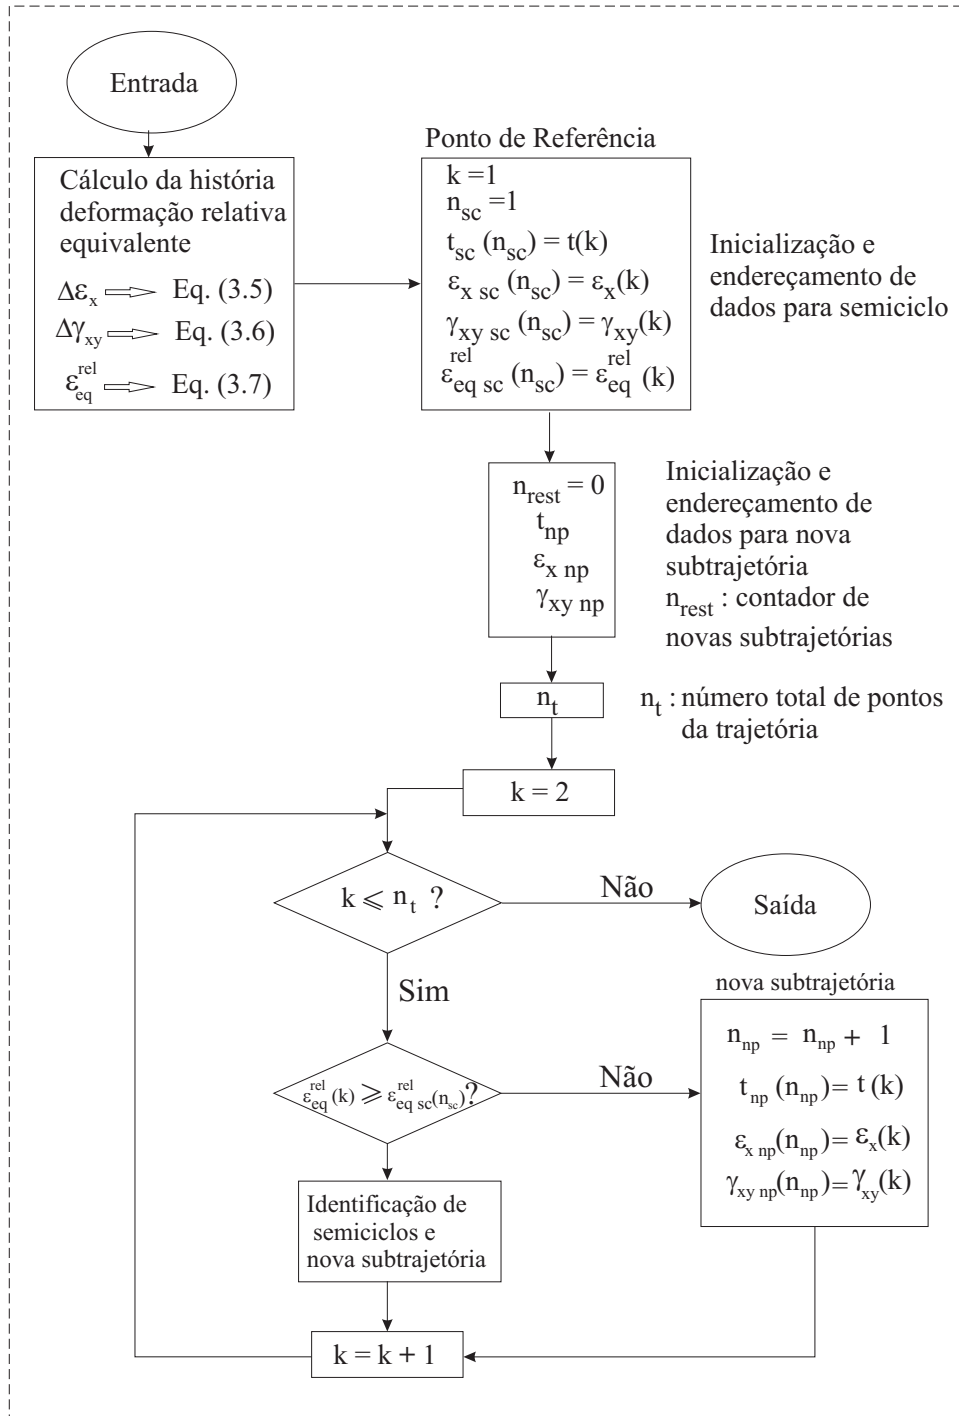 Entrada
Cálculo da história
deformação relativa
equivalente
Δε_x ⟹ Eq. (3.5)
Δγ_xy ⟹ Eq. (3.6)
ε_eq^rel ⟹ Eq. (3.7)
Ponto de Referência
k =1
n_sc =1
t_sc (n_sc) = t(k)
ε_x sc (n_sc) = ε_x(k)
γ_xy sc (n_sc) = γ_xy(k)
ε_eq sc^rel (n_sc) = ε_eq^rel (k)
Inicialização e
endereçamento de
dados para semiciclo
n_rest = 0
t_np
ε_x np
γ_xy np
Inicialização e
endereçamento de
dados para nova
subtrajetória
n_rest : contador de
novas subtrajetórias
n_t
n_t : número total de pontos
da trajetória
k = 2
k ⩽ n_t ?
Não
Saída
Sim
ε_eq^rel (k) ⩾ ε_eq sc^rel (n_sc)?
Não
nova subtrajetória
n_np = n_np + 1
t_np (n_np)= t (k)
ε_x np(n_np)= ε_x(k)
γ_xy np(n_np)= γ_xy(k)
Identificação de
semiciclos e
nova subtrajetória
k = k + 1